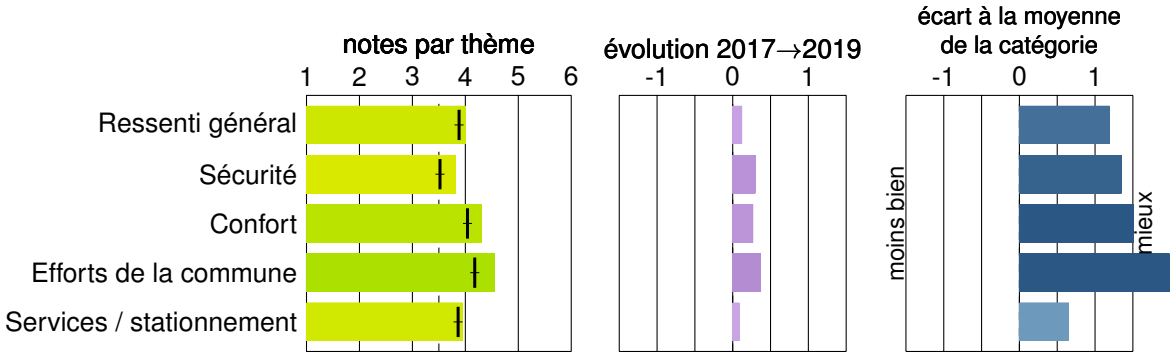 notes par thème
1 2 3 4 5 6
évolution 2017→2019
-1 0 1
écart à la moyenne
de la catégorie
-1 0 1
Ressenti général
Sécurité
Confort
Efforts de la commune
Services / stationnement
moins bien
mieux